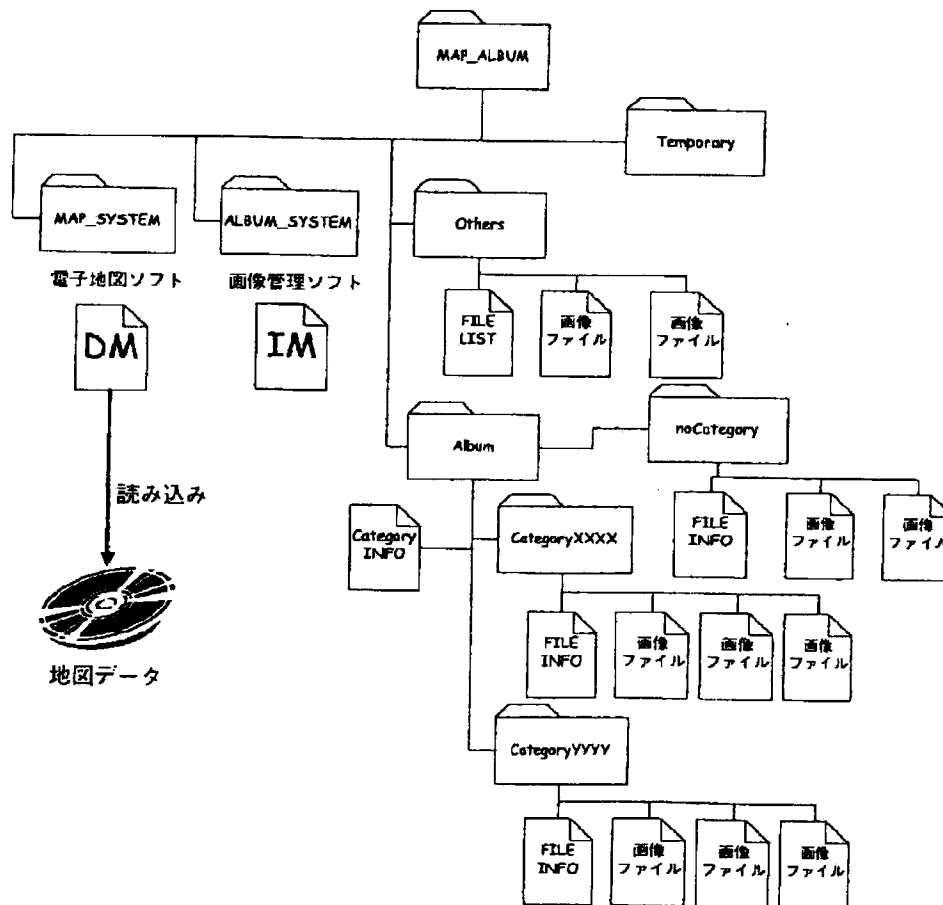 MAP_ALBUM
Temporary
MAP_SYSTEM
ALBUM_SYSTEM
Others
電子地図ソフト
画像管理ソフト
DM
IM
FILE
LIST
画像
ファイル
画像
ファイル
Album
noCategory
読み込み
Category
INFO
CategoryXXXX
FILE
INFO
画像
ファイル
画像
ファイル
FILE
INFO
画像
ファイル
画像
ファイル
画像
ファイル
地図データ
CategoryYYYY
FILE
INFO
画像
ファイル
画像
ファイル
画像
ファイル